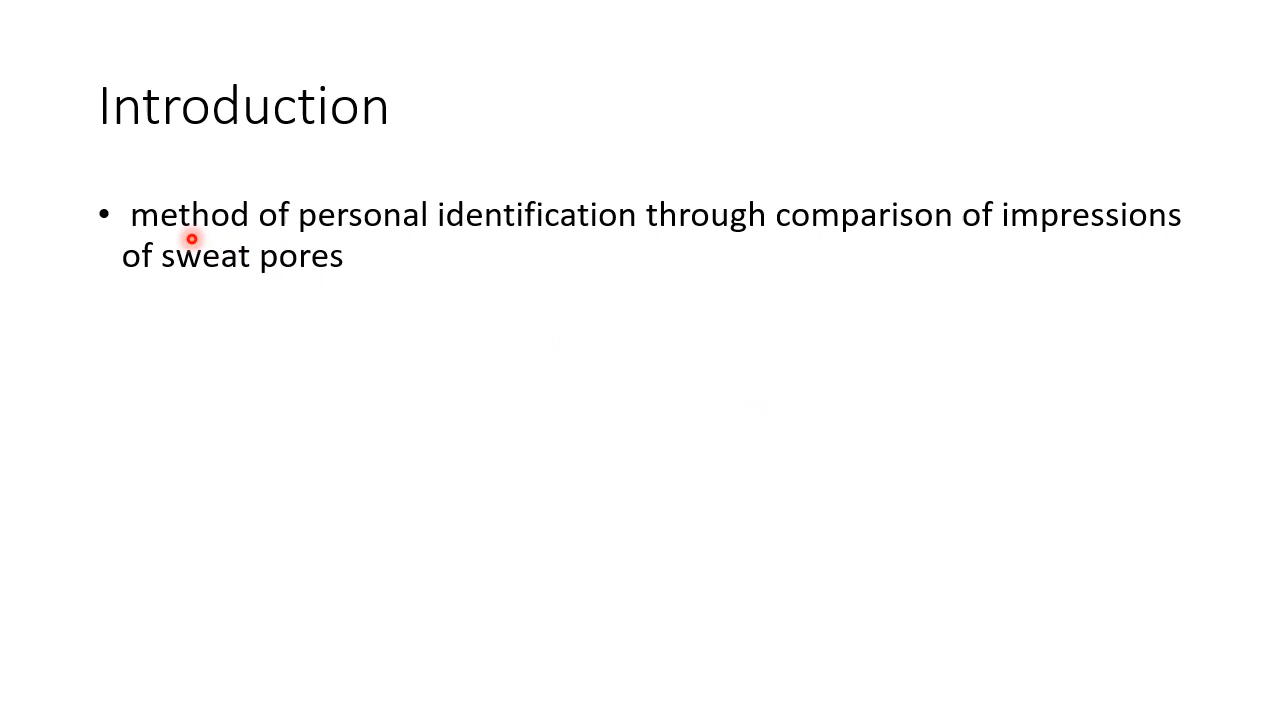 Introduction
• method of personal identification through comparison of impressions
of sweat pores